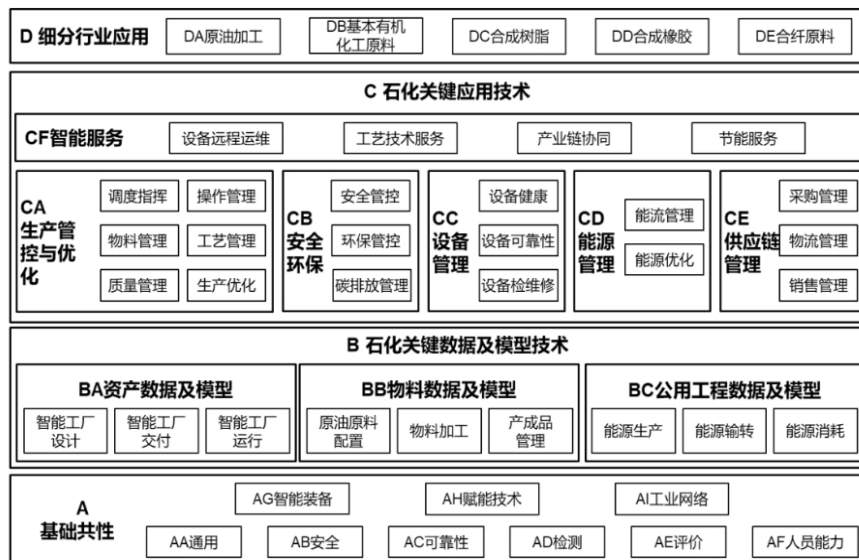 D 细分行业应用
DA原油加工
DB基本有机
化工原料
DC合成树脂
DD合成橡胶
DE合纤原料
C 石化关键应用技术
CF智能服务
设备远程运维
工艺技术服务
产业链协同
节能服务
CA
生产管
控与优
化
调度指挥
操作管理
物料管理
工艺管理
质量管理
生产优化
CB
安全
环保
安全管控
环保管控
碳排放管理
CC
设备
管理
设备健康
设备可靠性
设备检维修
CD
能源
管理
能流管理
能源优化
CE
供应链
管理
采购管理
物流管理
销售管理
B 石化关键数据及模型技术
BA资产数据及模型
智能工厂
设计
智能工厂
交付
智能工厂
运行
BB物料数据及模型
原油原料
配置
物料加工
产成品
管理
BC公用工程数据及模型
能源生产
能源输转
能源消耗
A
基础共性
AG智能装备
AH赋能技术
AI工业网络
AA通用
AB安全
AC可靠性
AD检测
AE评价
AF人员能力